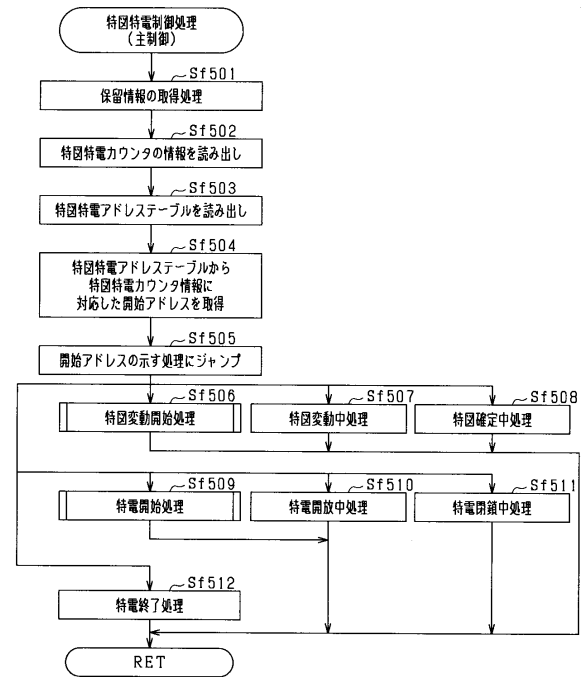 特図特電制御処理
(主制御)
Sf501
保留情報の取得処理
Sf502
特図特電カウンタの情報を読み出し
Sf503
特図特電アドレステーブルを読み出し
Sf504
特図特電アドレステーブルから
特図特電カウンタ情報に
対応した開始アドレスを取得
Sf505
開始アドレスの示す処理にジャンプ
Sf506
特図変動開始処理
Sf507
特図変動中処理
Sf508
特図確定中処理
Sf509
特電開始処理
Sf510
特電開放中処理
Sf511
特電閉鎖中処理
Sf512
特電終了処理
RET